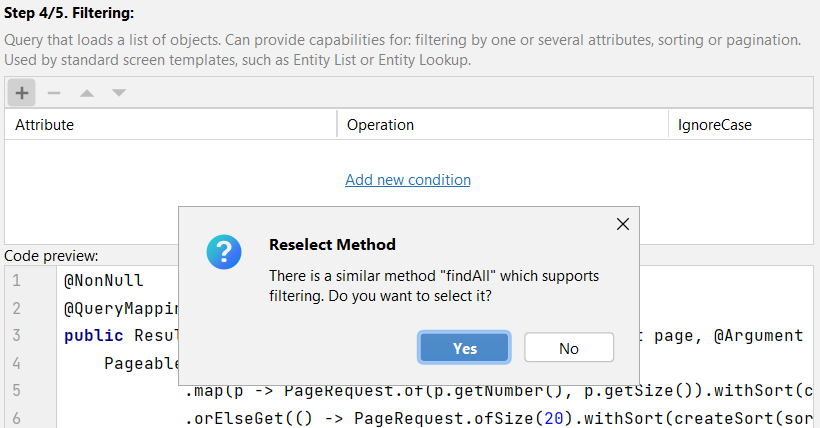 Step 4/5. Filtering:
Query that loads a list of objects. Can provide capabilities for: filtering by one or several attributes, sorting or pagination.
Used by standard screen templates, such as Entity List or Entity Lookup.
Attribute Operation IgnoreCase
Add new condition
Reselect Method
There is a similar method "findAll" which supports
filtering. Do you want to select it?
Yes No
Code preview:
1 @NonNull
2 @QueryMappin
3 public Resul t page, @Argument
4 Pageable
5 .map(p -> PageRequest.of(p.getNumber(), p.getSize()).withSort(c
6 .orElseGet(() -> PageRequest.ofSize(20).withSort(createSort(sor